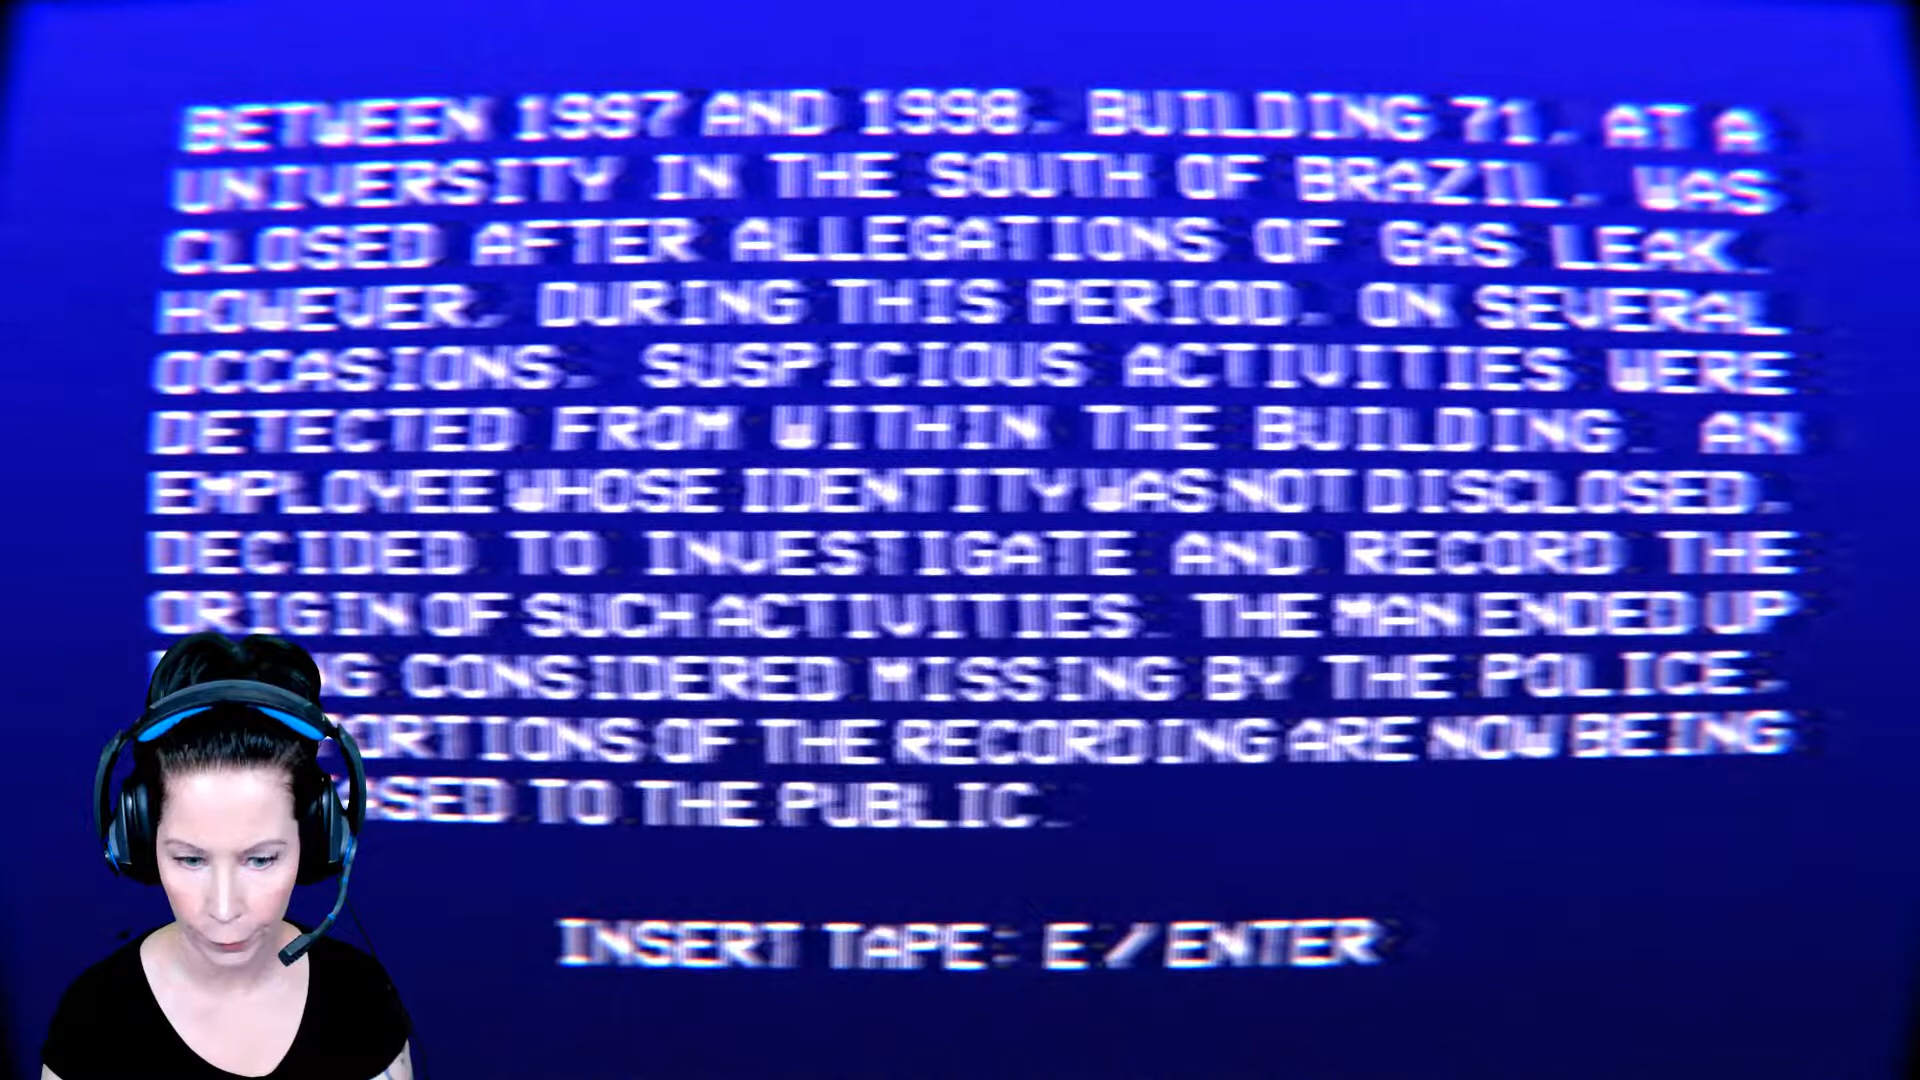 BETWEEN 1997 AND 1998, BUILDING 71, AT A
UNIVERSITY IN THE SOUTH OF BRAZIL, WAS
CLOSED AFTER ALLEGATIONS OF GAS LEAK.
HOWEVER, DURING THIS PERIOD, ON SEVERAL
OCCASIONS, SUSPICIOUS ACTIVITIES WERE
DETECTED FROM WITHIN THE BUILDING. AN
EMPLOYEE WHOSE IDENTITY WAS NOT DISCLOSED,
DECIDED TO INVESTIGATE AND RECORD THE
ORIGIN OF SUCH ACTIVITIES. THE MAN ENDED UP
CONSIDERED MISSING BY THE POLICE,
OF THE RECORDING ARE NOW BEING
TO THE PUBLIC.
INSERT TAPE: E/ENTER